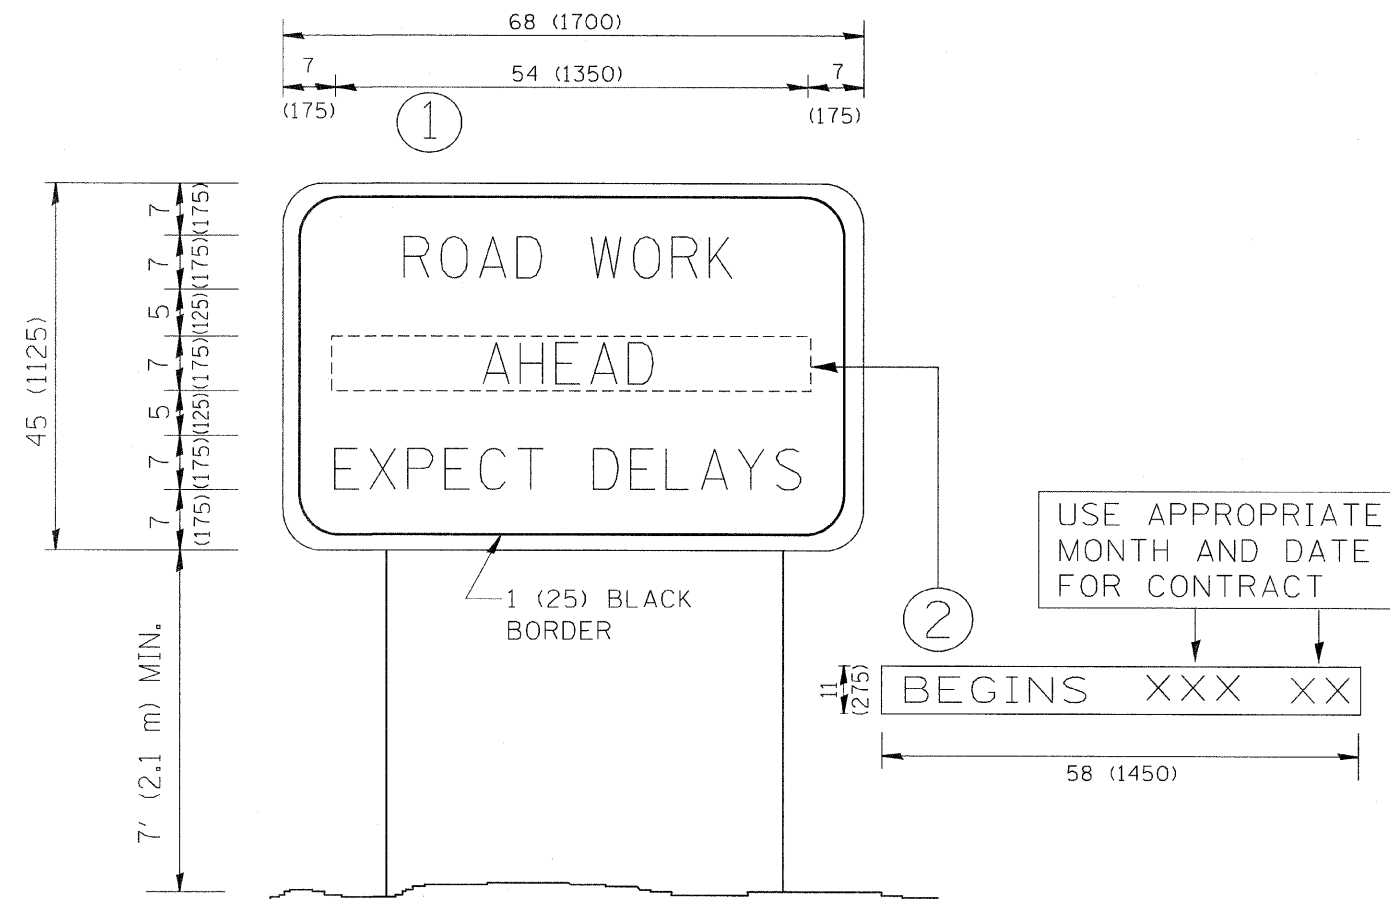 68 (1700)
7
54 (1350)
7
(175)
(175)
1
45 (1125)
7
(175)
7
(175)
5
(125)
7
(175)
5
(125)
7
(175)
7
(175)
ROAD WORK
AHEAD
EXPECT DELAYS
1 (25) BLACK
BORDER
7' (2.1 m) MIN.
USE APPROPRIATE
MONTH AND DATE
FOR CONTRACT
2
11
(275)
BEGINS XXX XX
58 (1450)